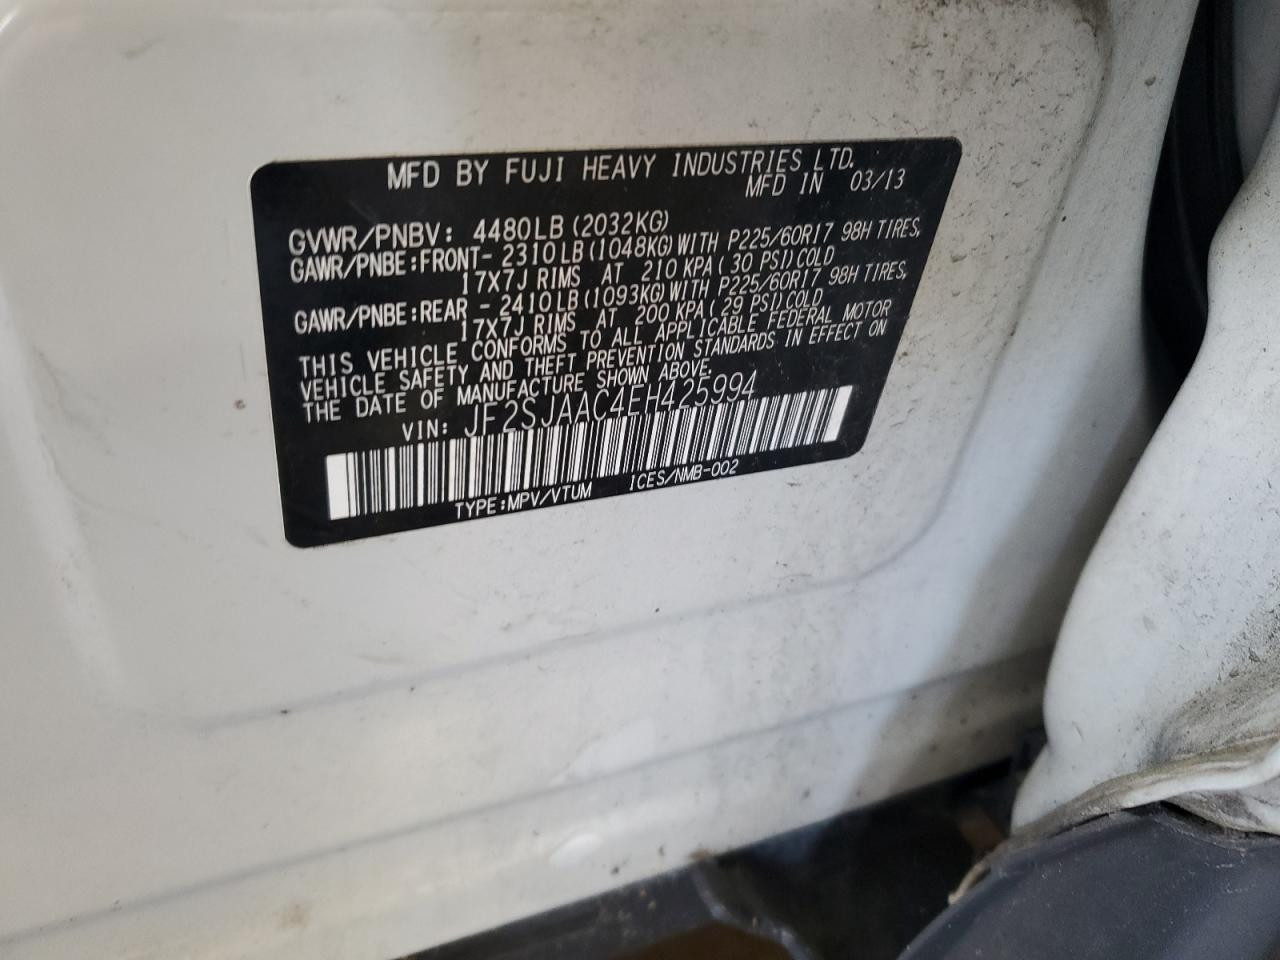 MFD BY FUJI HEAVY INDUSTRIES LTD.
MFD IN 03/13
GVWR/PNBV: 4480LB (2032KG)
GAWR/PNBE:FRONT- 2310LB(1048KG)WITH P225/60R17 98H TIRES,
17X7J RIMS AT 210 KPA(30 PSI)COLD
GAWR/PNBE:REAR - 2410LB(1093KG)WITH P225/60R17 98H TIRES,
17X7J RIMS AT 200 KPA(29 PSI)COLD
THIS VEHICLE CONFORMS TO ALL APPLICABLE FEDERAL MOTOR
VEHICLE SAFETY AND THEFT PREVENTION STANDARDS IN EFFECT ON
THE DATE OF MANUFACTURE SHOWN ABOVE.
VIN: JF2SJAAC4EH425994
TYPE:MPV/VTUM ICES/NMB-002